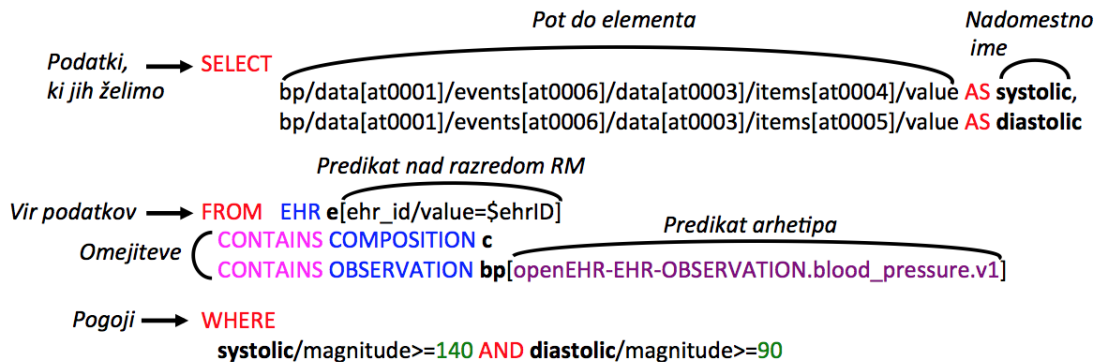 Pot do elementa
Nadomestno
ime
Podatki,
ki jih želimo
SELECT
bp/data[at0001]/events[at0006]/data[at0003]/items[at0004]/value AS systolic,
bp/data[at0001]/events[at0006]/data[at0003]/items[at0005]/value AS diastolic
Predikat nad razredom RM
Vir podatkov
FROM EHR e[ehr_id/value=$ehrID]
Omejiteve
CONTAINS COMPOSITION c
Predikat arhetipa
CONTAINS OBSERVATION bp[openEHR-EHR-OBSERVATION.blood_pressure.v1]
Pogoji
WHERE
systolic/magnitude>=140 AND diastolic/magnitude>=90